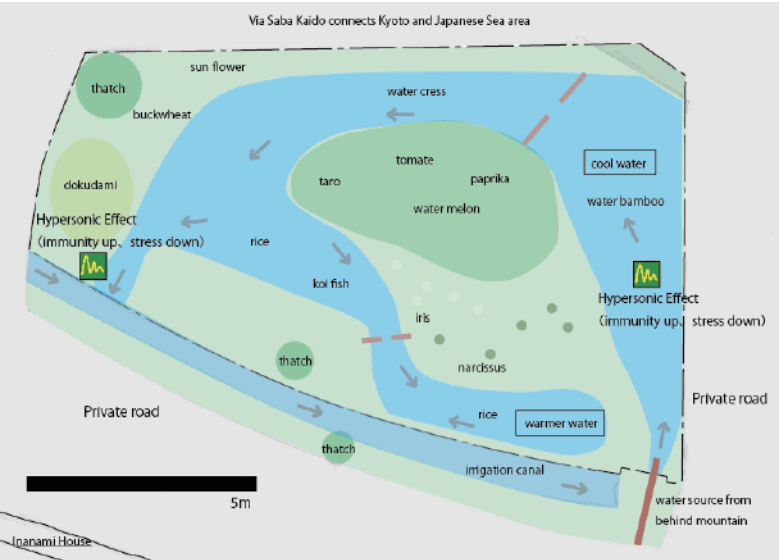 Via Saba Kaido connects Kyoto and Japanese Sea area
sun flower
thatch
water cress
buckwheat
cool water
tomate
taro
paprika
dokudami
water bamboo
water melon
Hypersonic Effect
(immunity up、stress down)
rice
koi fish
Hypersonic Effect
(immunity up、stress down)
iris
thatch
narcissus
Private road
Private road
rice
warmer water
thatch
irrigation canal
5m
water source from
behind mountain
Inanami House